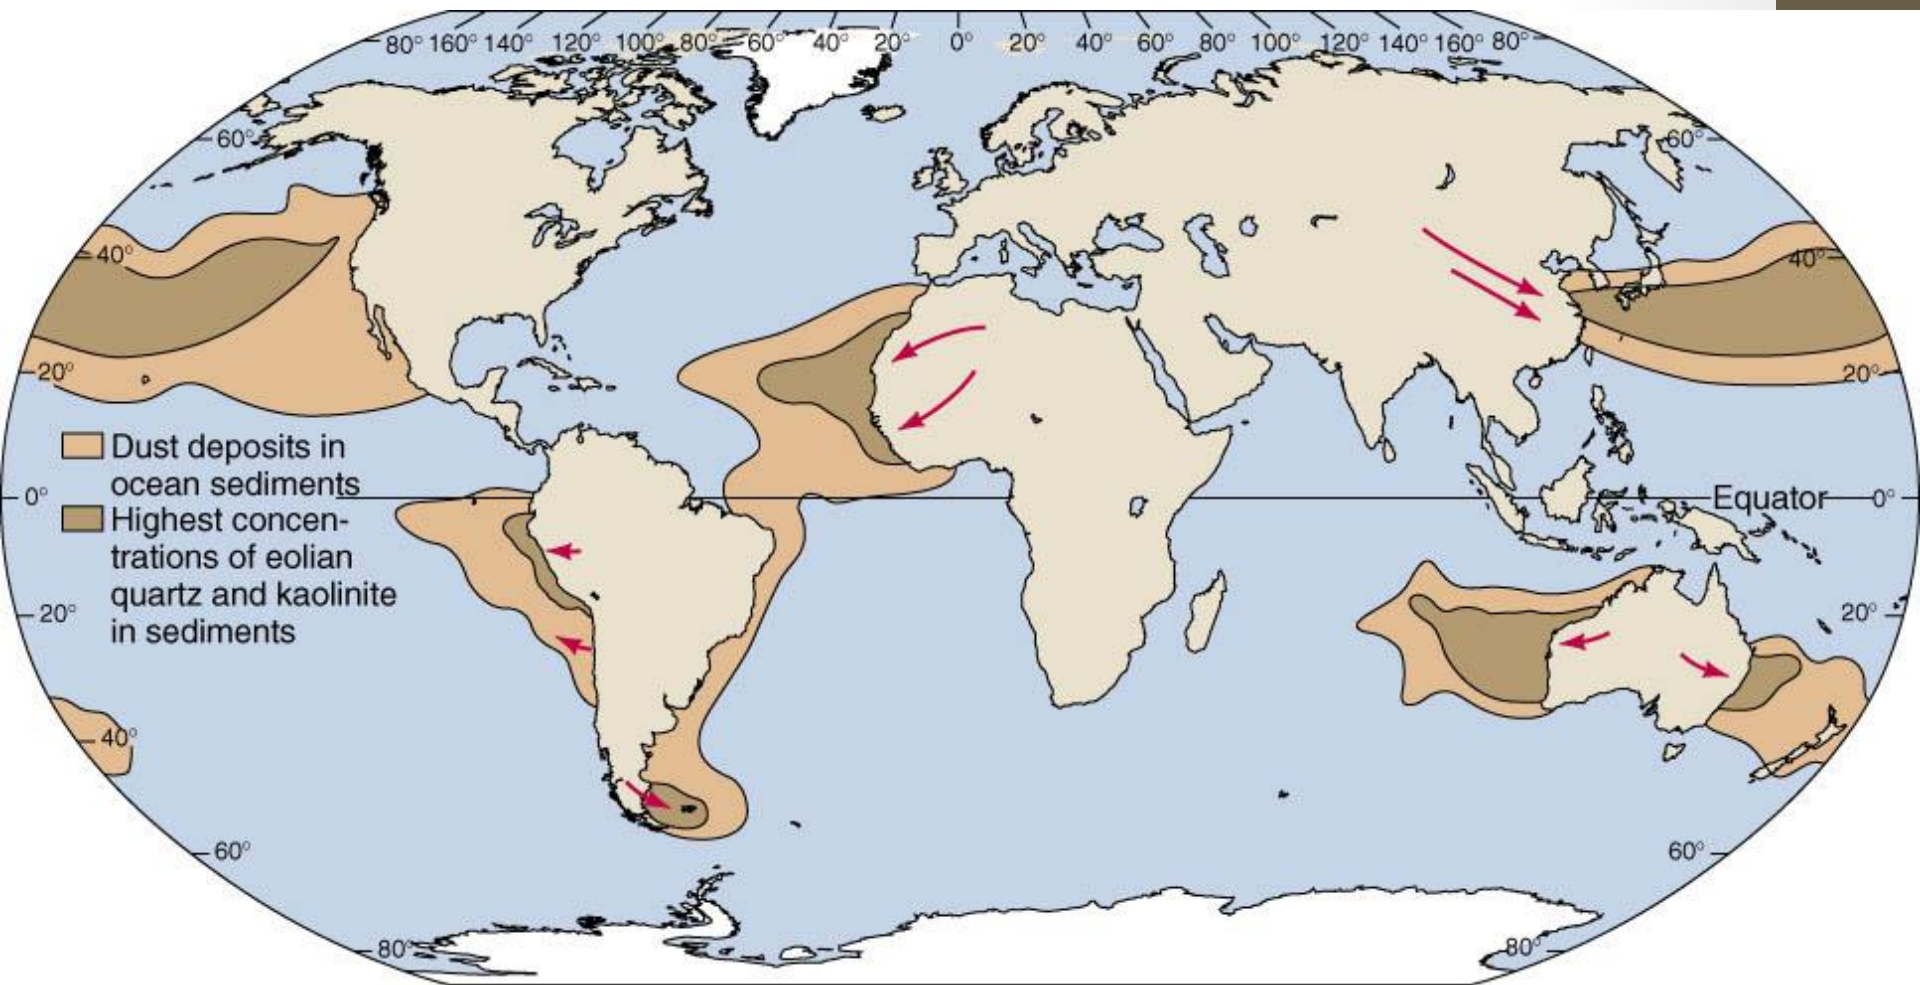 80° 160° 140° 120° 100° 80° 60° 40° 20° 0° 20° 40° 60° 80° 100° 120° 140° 160° 80°
60° 60°
40° 40°
20° 20°
Dust deposits in
ocean sediments
0° Equator 0°
Highest concen-
trations of eolian
quartz and kaolinite
in sediments
20° 20°
40°
60° 60°
80° 80°